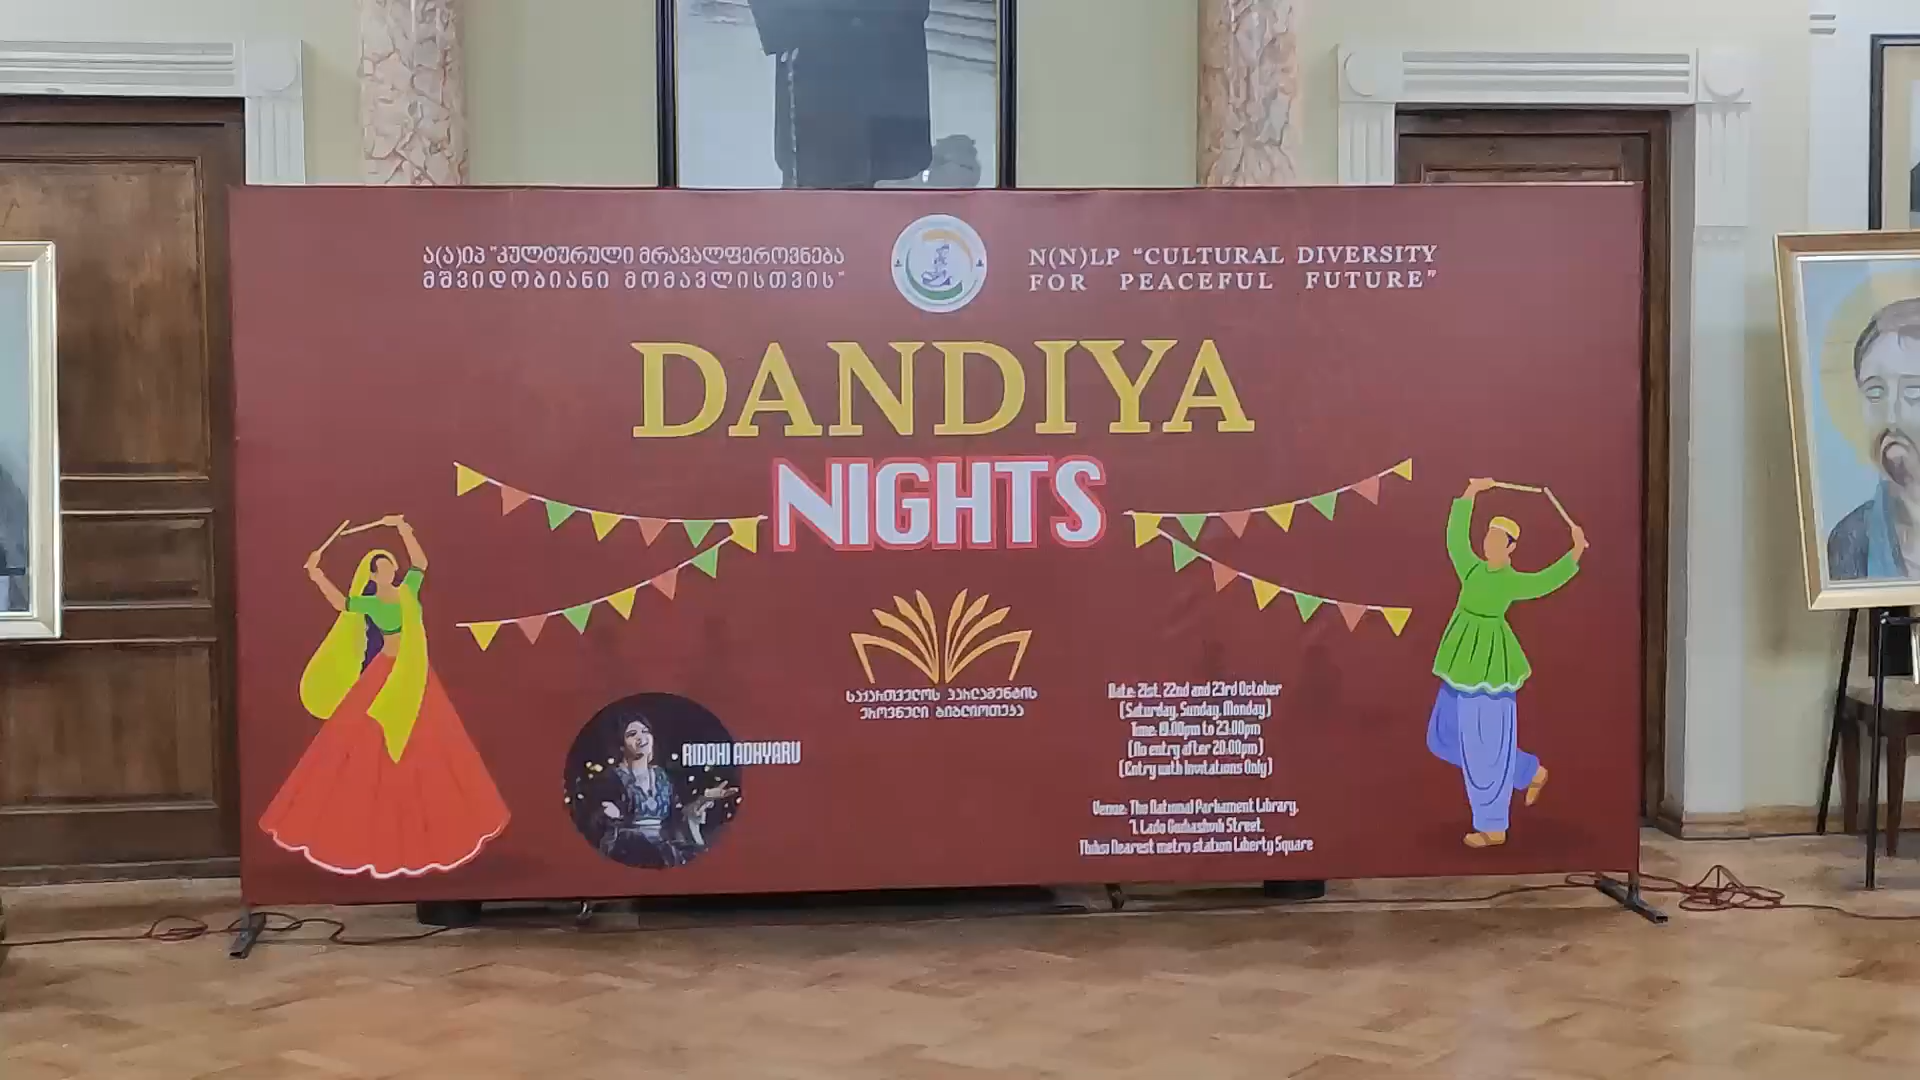 ა(ა)იპ "კულტურული მრავალფეროვნება
მშვიდობიანი მომავლისთვის"
N(N)LP “CULTURAL DIVERSITY
FOR PEACEFUL FUTURE”
DANDIYA
NIGHTS
საქართველოს პარლამენტის
ეროვნული ბიბლიოთეკა
RIDDHI ADHYARU
Date: 21st, 22nd and 23rd October
(Saturday, Sunday, Monday)
Time: 19.00pm to 23:00pm
(No entry after 20:00pm)
(Entry with Invitations Only)
Venue: The National Parliament Library,
7, Lado Gudiashvili Street,
Tbilisi Nearest metro station Liberty Square